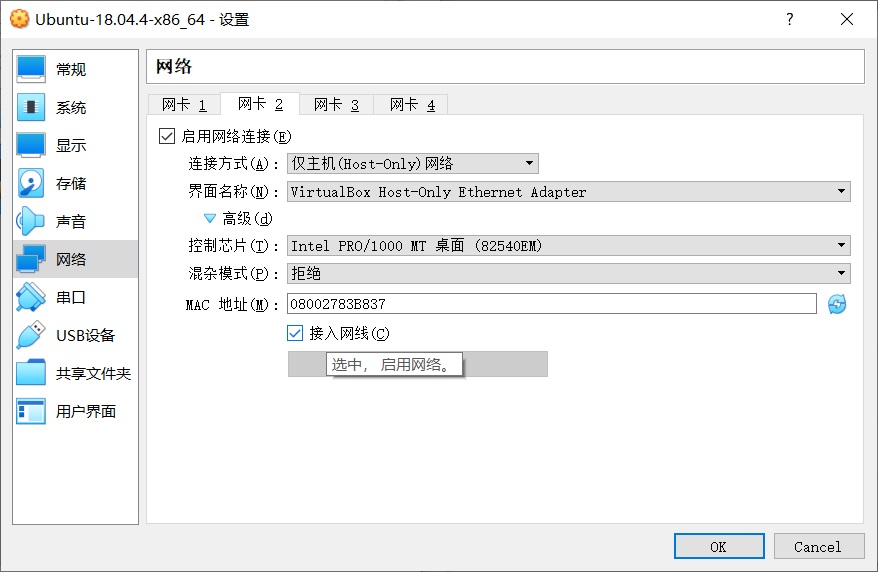 Ubuntu-18.04.4-x86_64 - 设置 ?
常规
系统
显示
存储
声音
网络
串口
USB设备
共享文件夹
用户界面
网络
网卡 1 网卡 2 网卡 3 网卡 4
启用网络连接(E)
连接方式(A): 仅主机(Host-Only)网络
界面名称(N): VirtualBox Host-Only Ethernet Adapter
高级(d)
控制芯片(T): Intel PRO/1000 MT 桌面 (82540EM)
混杂模式(P): 拒绝
MAC 地址(M): 08002783B837
接入网线(C)
选中，启用网络。
OK Cancel